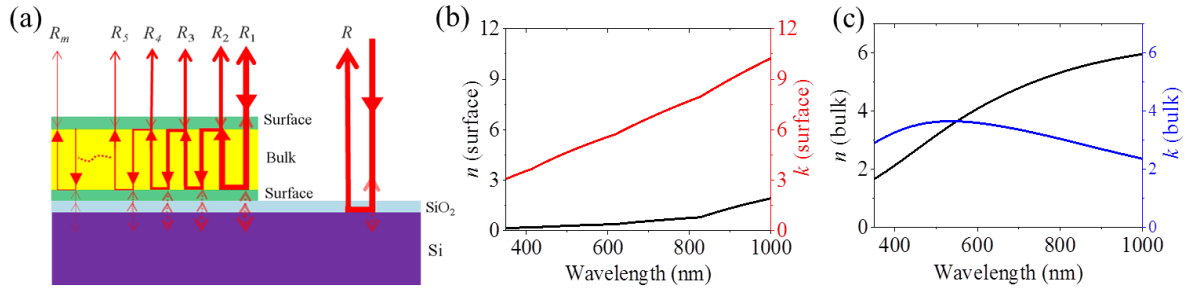 (a)
R_m R_5 R_4 R_3 R_2 R_1 R
Surface
Bulk
Surface
SiO₂
Si
(b)
n (surface)
12
9
6
3
0
400 600 800 1000
Wavelength (nm)
12
9
6
3
0
k (surface)
(c)
n (bulk)
6
4
2
0
400 600 800 1000
Wavelength (nm)
6
4
2
0
k (bulk)